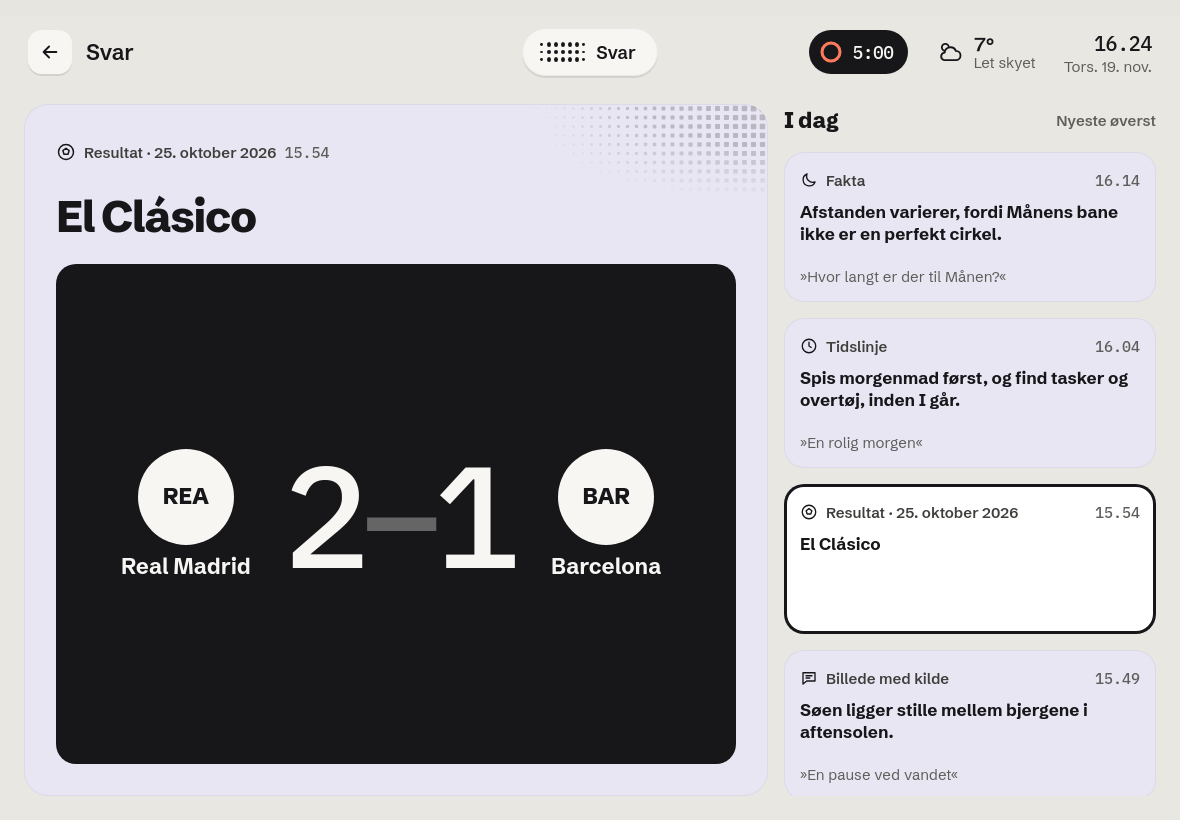 Svar
Svar
5:00
7°
Let skyet
16.24
Tors. 19. nov.
Resultat · 25. oktober 2026 15.54
El Clásico
REA
Real Madrid
2–1
BAR
Barcelona
I dag
Nyeste øverst
Fakta 16.14
Afstanden varierer, fordi Månens bane
ikke er en perfekt cirkel.
»Hvor langt er der til Månen?«
Tidslinje 16.04
Spis morgenmad først, og find tasker og
overtøj, inden I går.
»En rolig morgen«
Resultat · 25. oktober 2026 15.54
El Clásico
Billede med kilde 15.49
Søen ligger stille mellem bjergene i
aftensolen.
»En pause ved vandet«